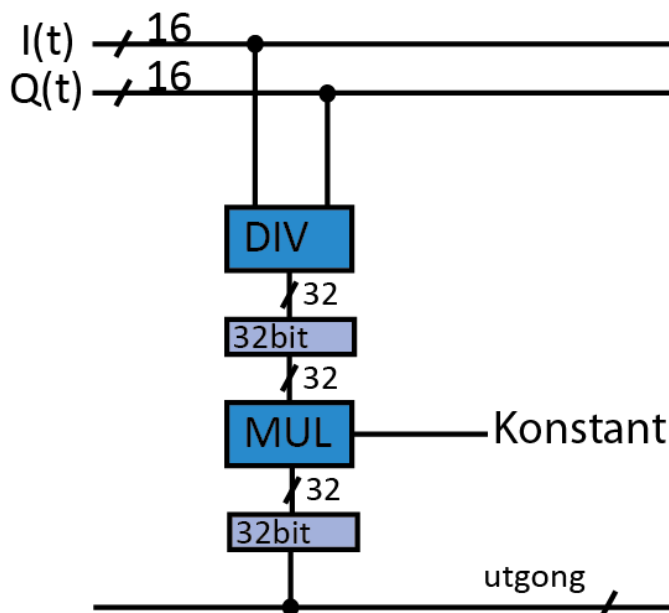 I(t) 16
Q(t) 16
DIV
32
32bit
32
MUL Konstant
32
32bit
utgong